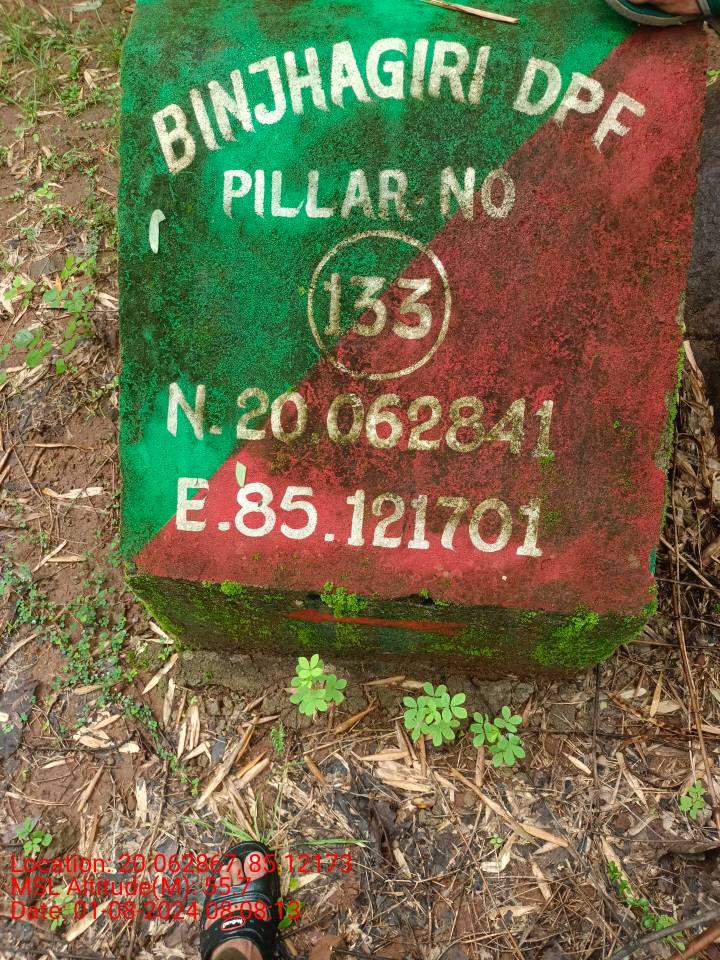 BINJHAGIRI DPF
PILLAR NO
133
N. 20 062841
E.85.121701
Location: 20.062867, 85.12173
MSL Altitude(M): 55.7
Date: 01-08-2024 08:08:13